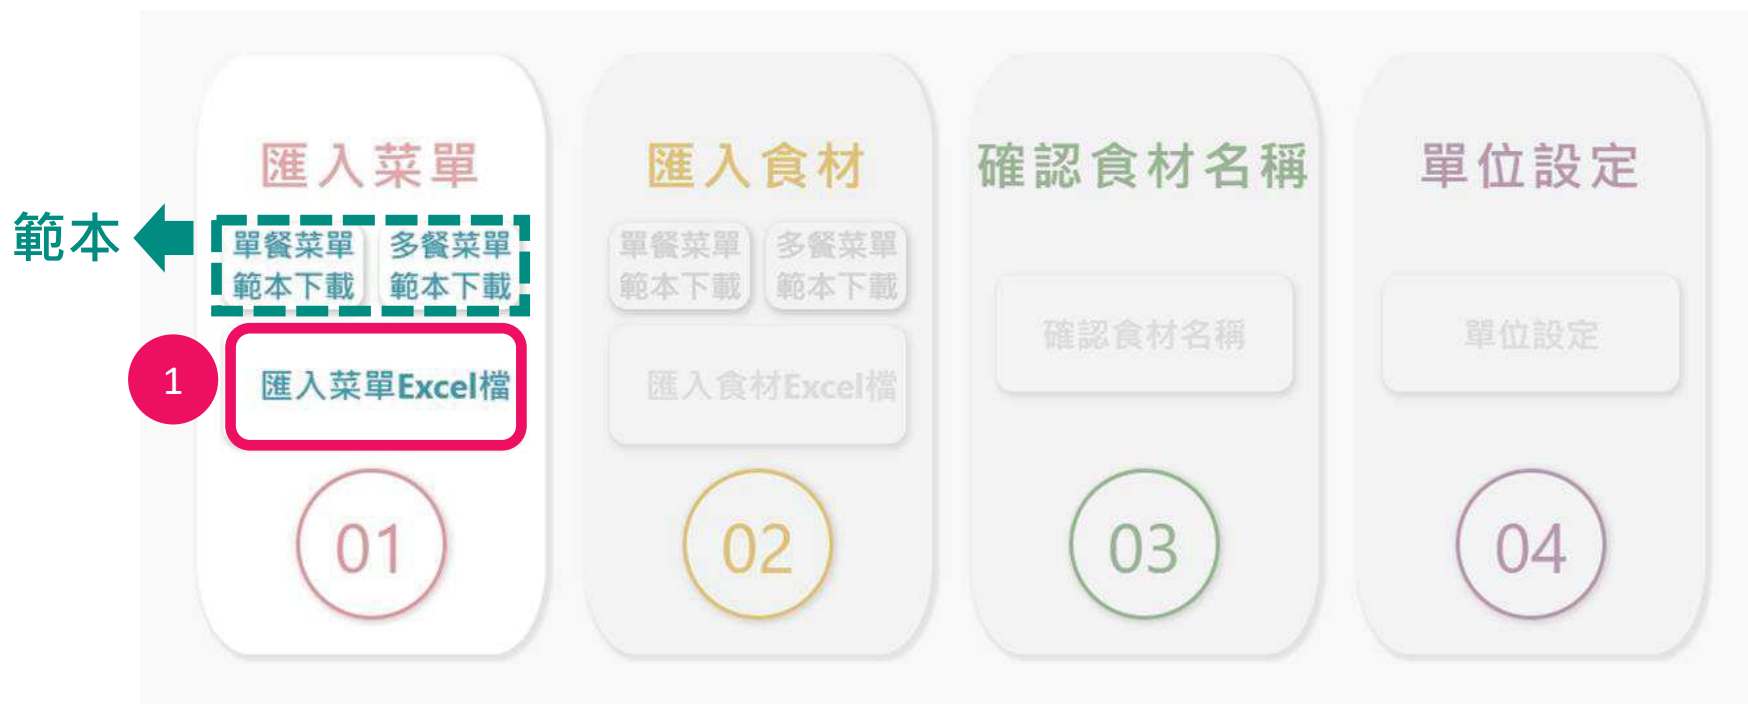 範本
1
匯入菜單
單餐菜單
範本下載
多餐菜單
範本下載
匯入菜單Excel檔
01
匯入食材
單餐菜單
範本下載
多餐菜單
範本下載
匯入食材Excel檔
02
確認食材名稱
確認食材名稱
03
單位設定
單位設定
04